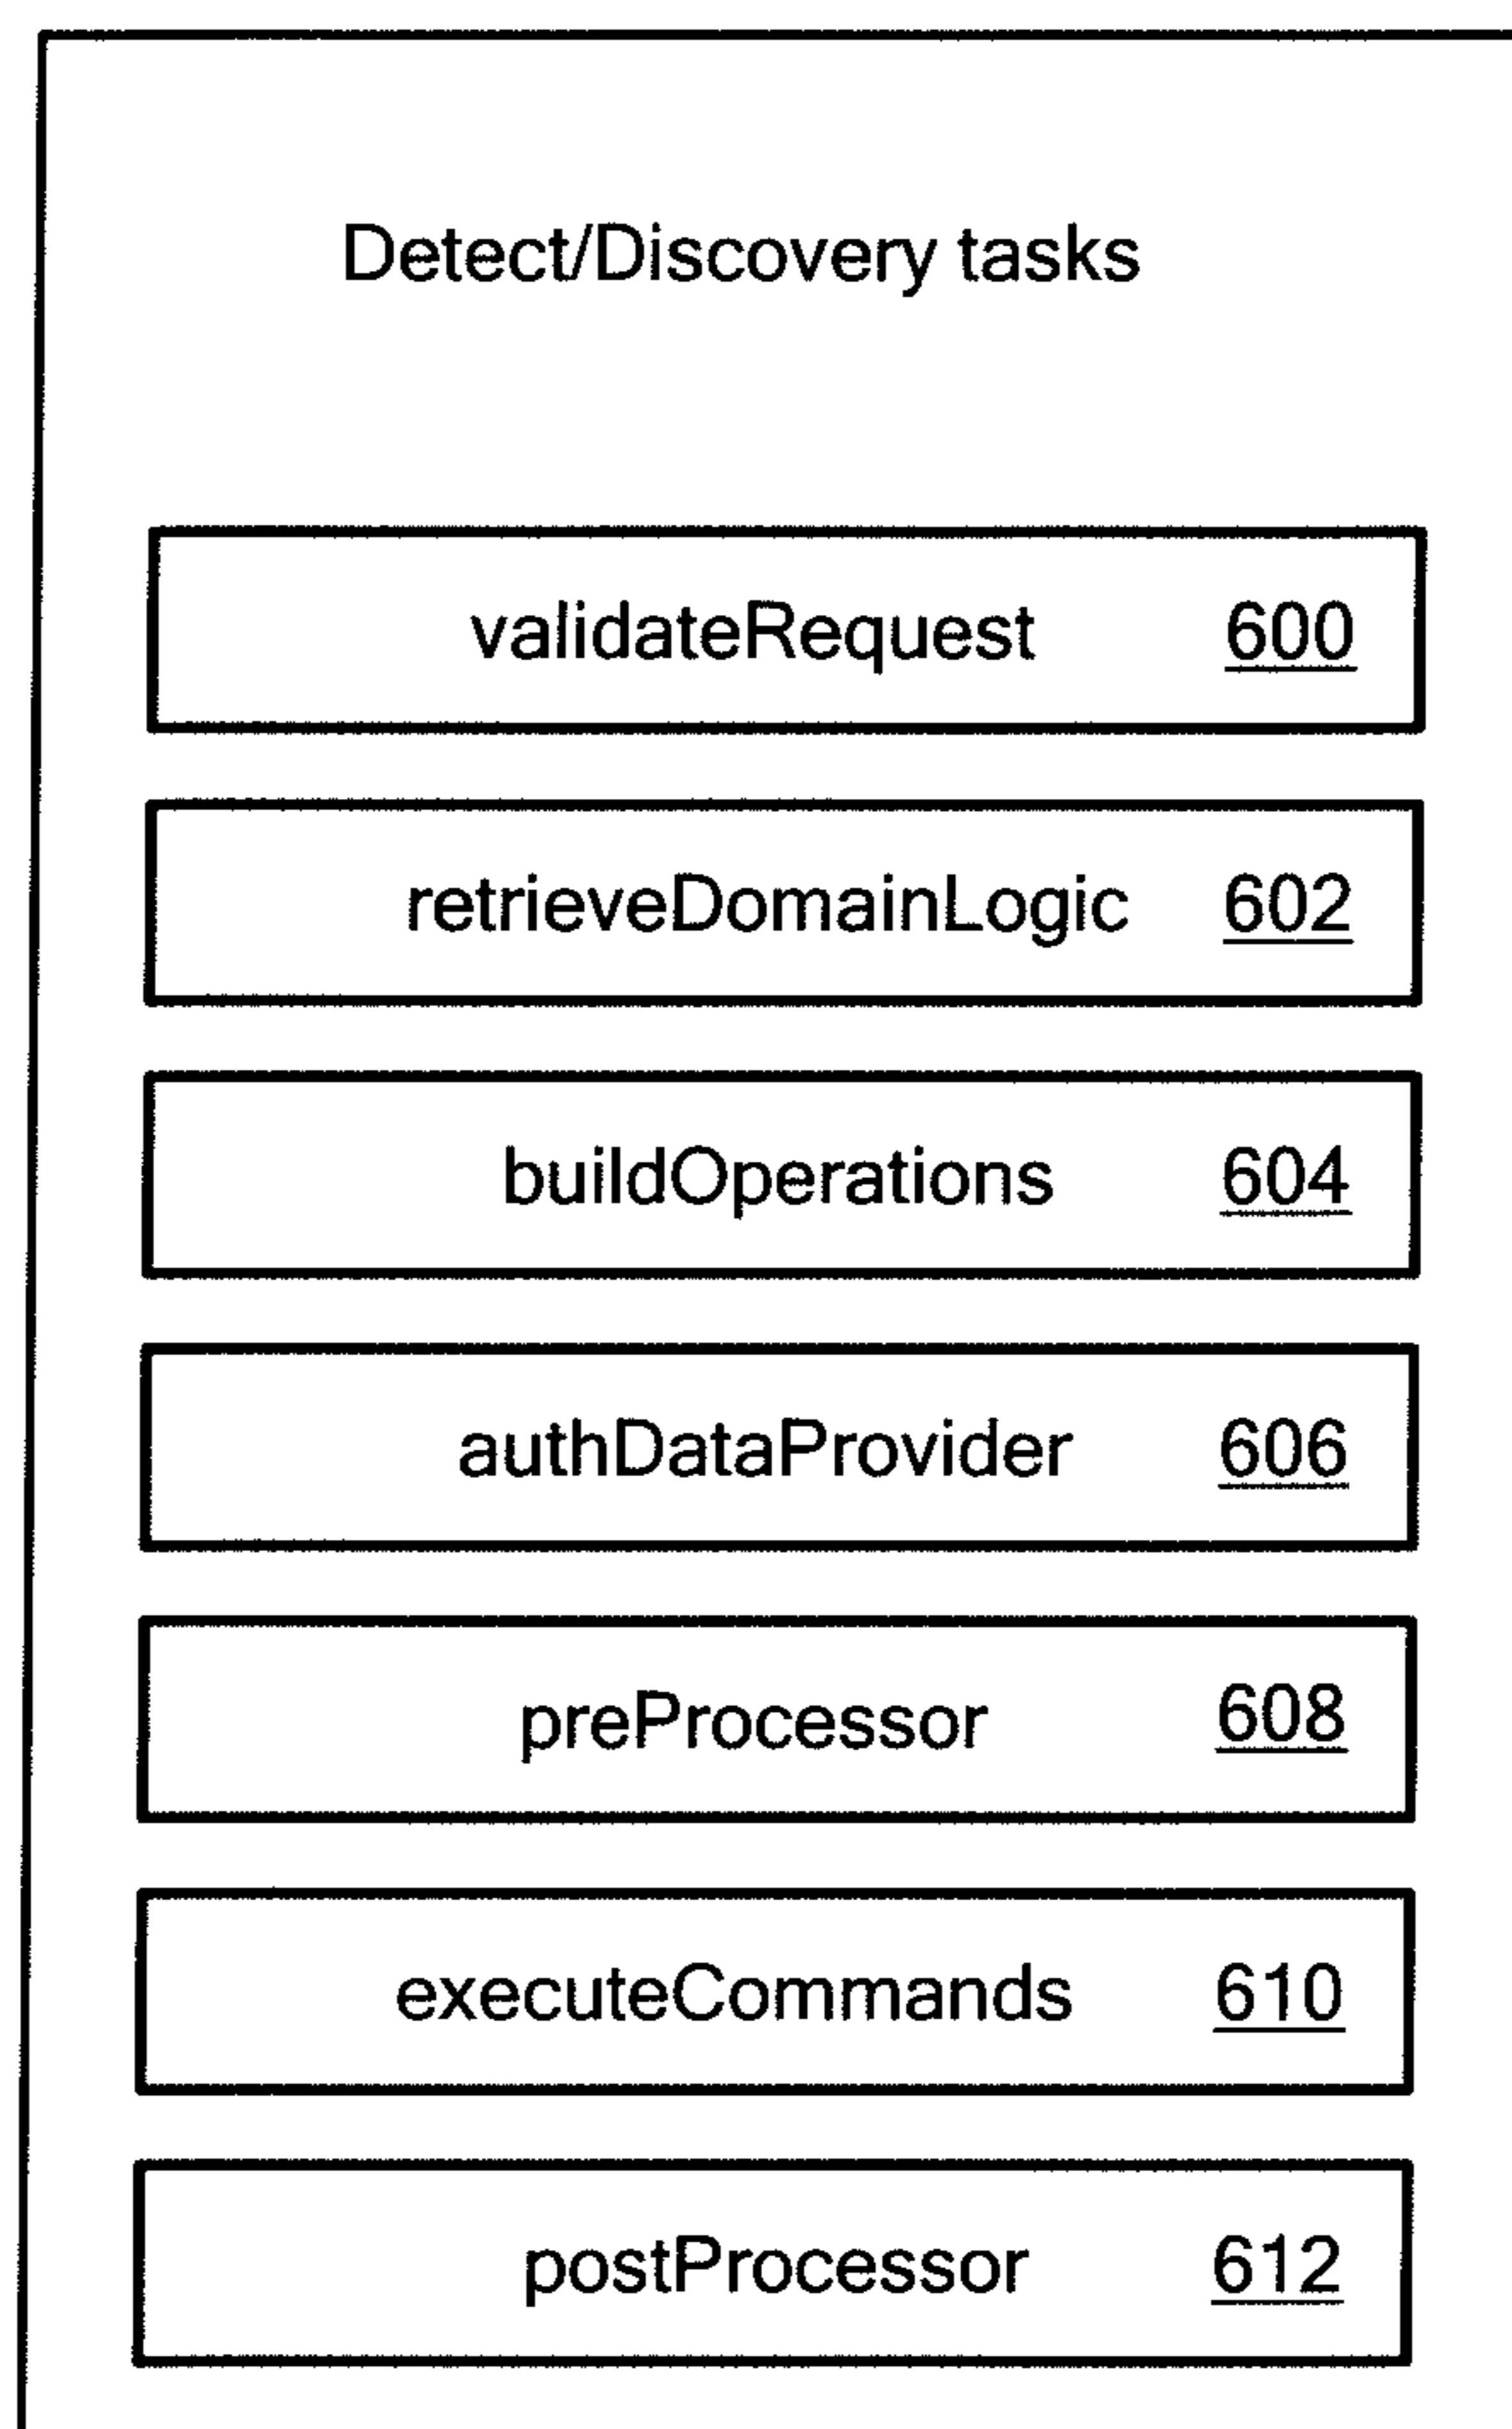 Detect/Discovery tasks
validateRequest 600
retrieveDomainLogic 602
buildOperations 604
authDataProvider 606
preProcessor 608
executeCommands 610
postProcessor 612